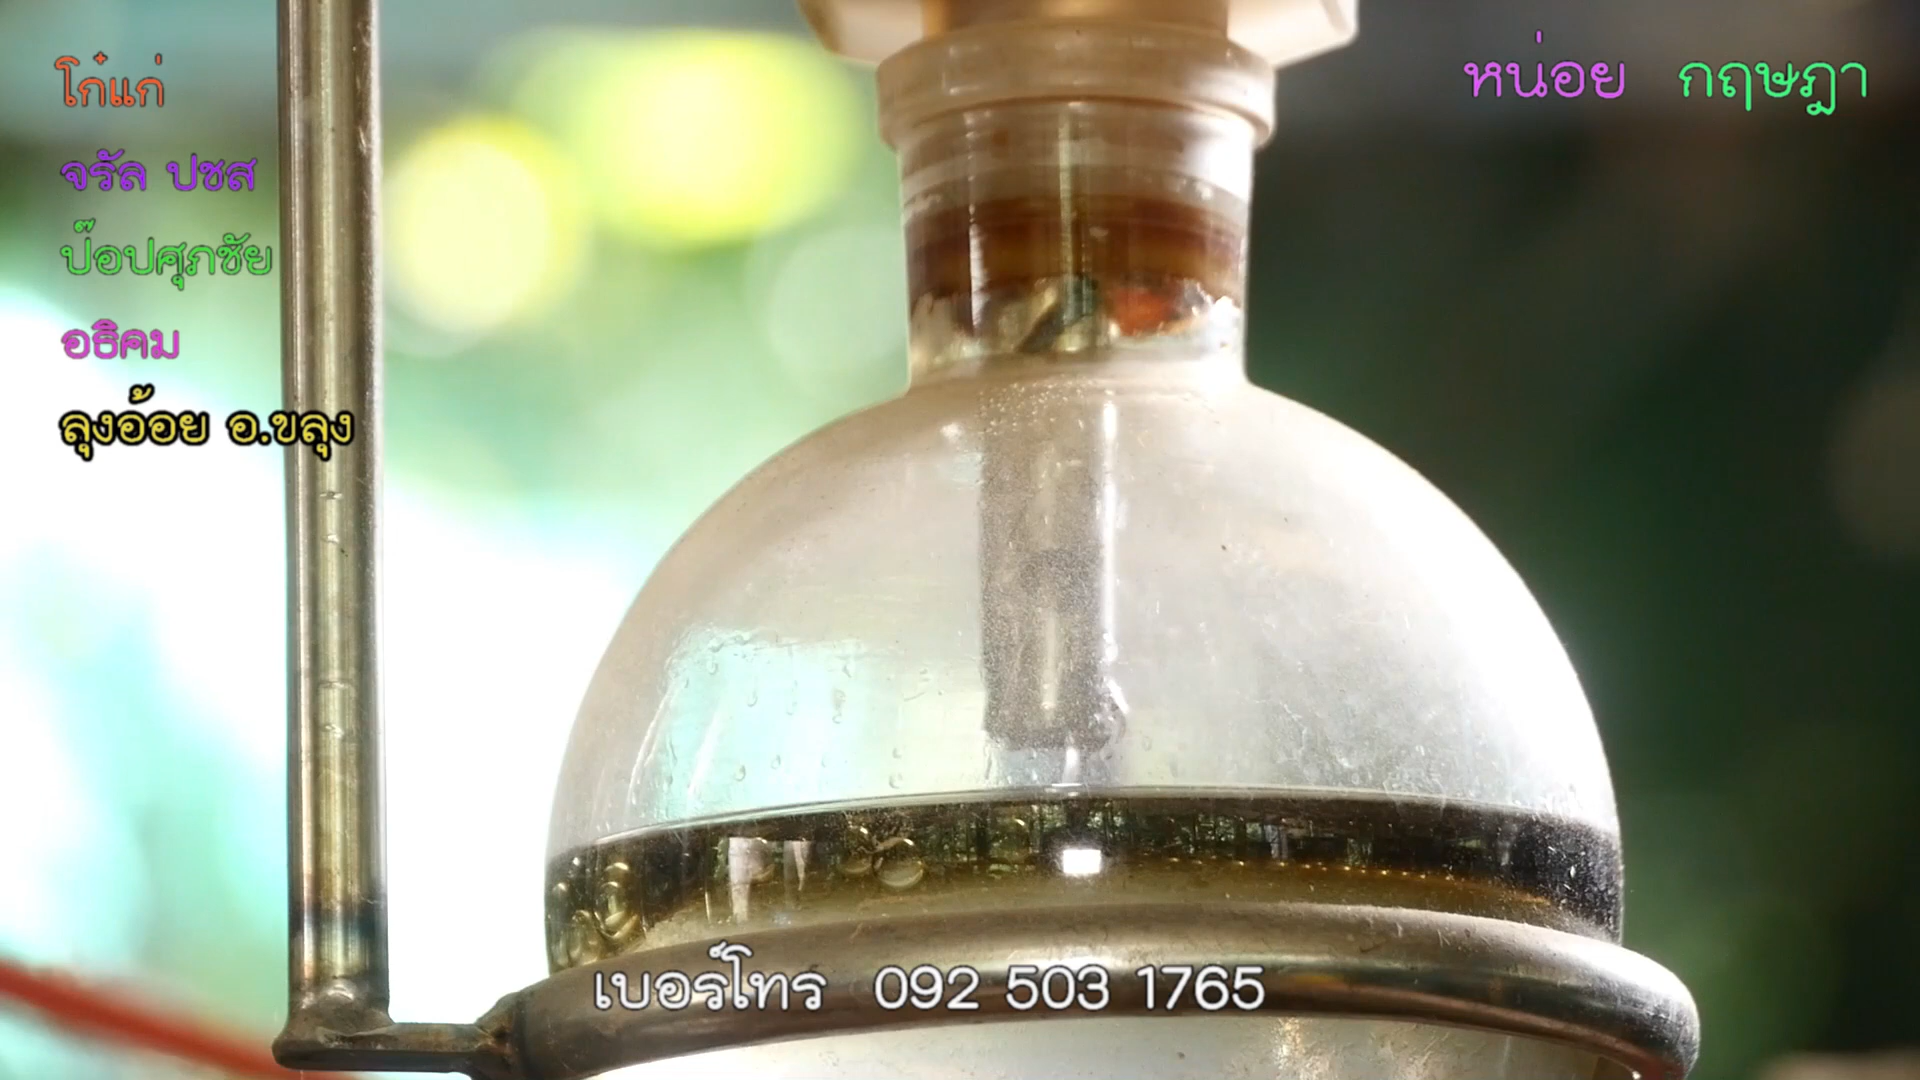 โก๋แก่
หน่อย กฤษฎา
จรัล ปชส
ป๊อปศุภชัย
อธิคม
ลุงอ้อย อ.ขลุง
เบอร์โทร 092 503 1765